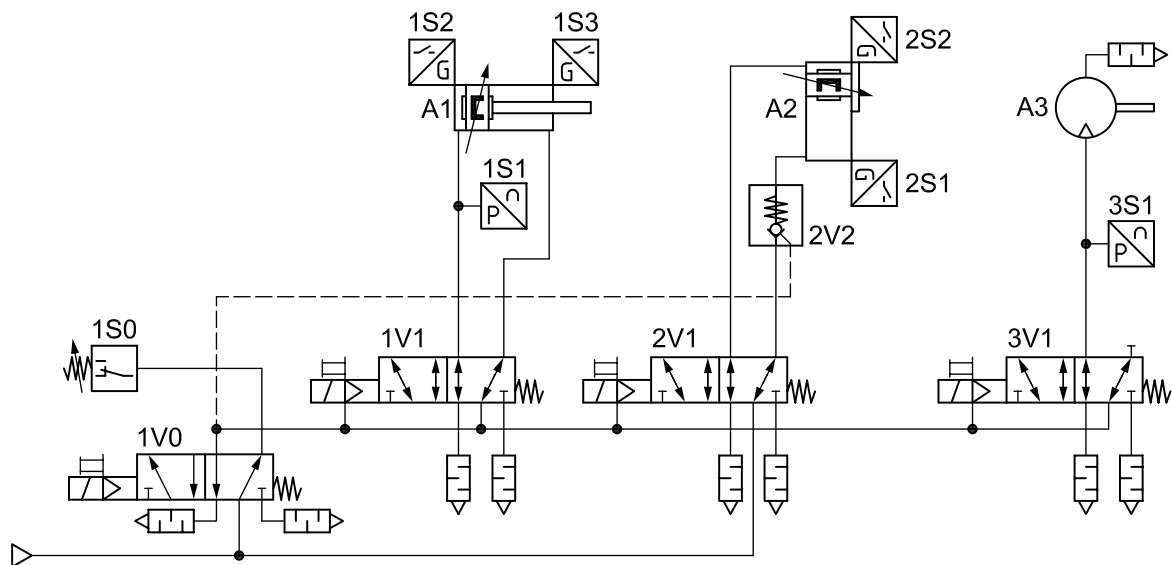 1S2 1S3
2S2
G G G
A1 A2 A3
1S1
P
G 2S1
2V2
3S1
P
1S0
1V1 2V1 3V1
1V0